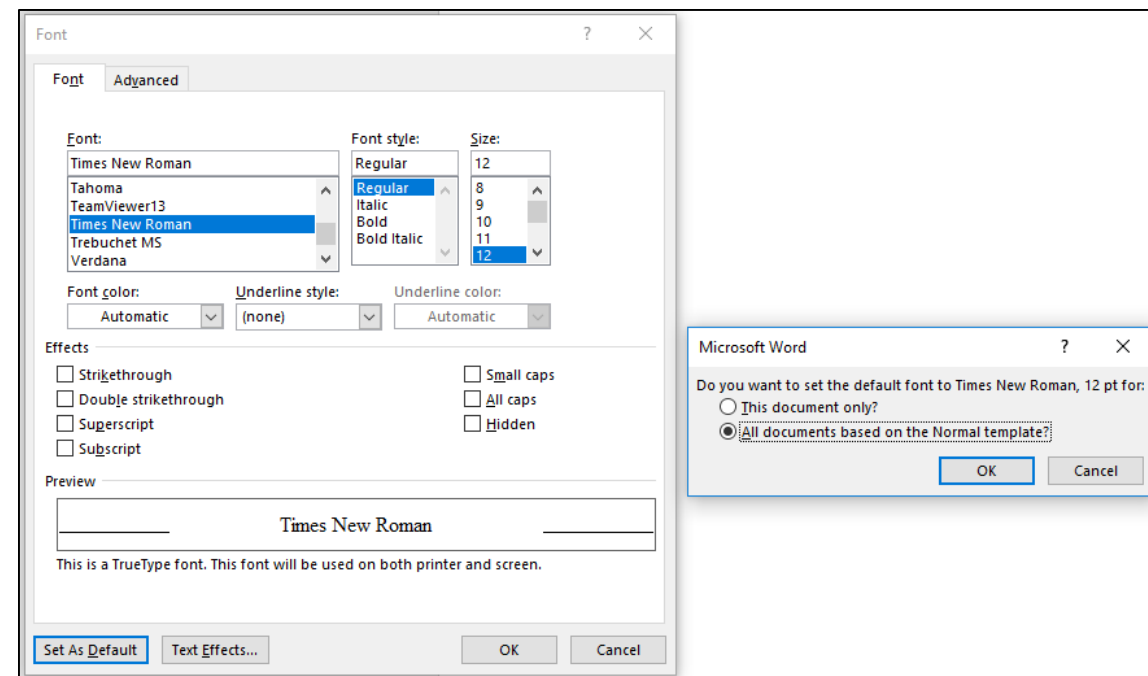 Font ?
Font Advanced
Font: Font style: Size:
Times New Roman Regular 12
Tahoma Regular 8
TeamViewer13 Italic 9
Times New Roman Bold 10
Trebuchet MS Bold Italic 11
Verdana 12
Font color: Underline style: Underline color:
Automatic (none) Automatic
Effects
Strikethrough Small caps
Double strikethrough All caps
Superscript Hidden
Subscript
Preview
Times New Roman
This is a TrueType font. This font will be used on both printer and screen.
Set As Default Text Effects... OK Cancel
Microsoft Word ?
Do you want to set the default font to Times New Roman, 12 pt for:
This document only?
All documents based on the Normal template?
OK Cancel